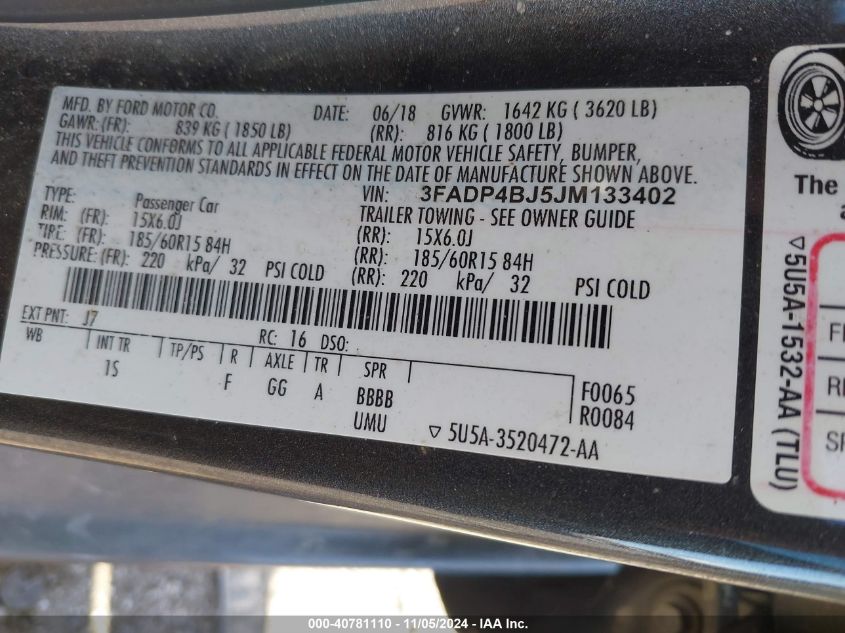 MFD. BY FORD MOTOR CO. DATE: 06/18 GVWR: 1642 KG ( 3620 LB)
GAWR: (FR): 839 KG ( 1850 LB) (RR): 816 KG ( 1800 LB)
THIS VEHICLE CONFORMS TO ALL APPLICABLE FEDERAL MOTOR VEHICLE SAFETY, BUMPER,
AND THEFT PREVENTION STANDARDS IN EFFECT ON THE DATE OF MANUFACTURE SHOWN ABOVE.
VIN: 3FADP4BJ5JM133402
TYPE: Passenger Car TRAILER TOWING - SEE OWNER GUIDE
RIM: (FR): 15X6.0J (RR): 15X6.0J
TIRE: (FR): 185/60R15 84H (RR): 185/60R15 84H
PRESSURE: (FR): 220 kPa/ 32 PSI COLD (RR): 220 kPa/ 32 PSI COLD
EXT PNT: J7 RC: 16 DSO:
WB INT TR TP/PS R AXLE TR SPR
1S F GG A BBBB F0065
UMU R0084
▽ 5U5A-3520472-AA
The
▽5U5A-1532-AA (TLU)
000-40781110 - 11/05/2024 - IAA Inc.